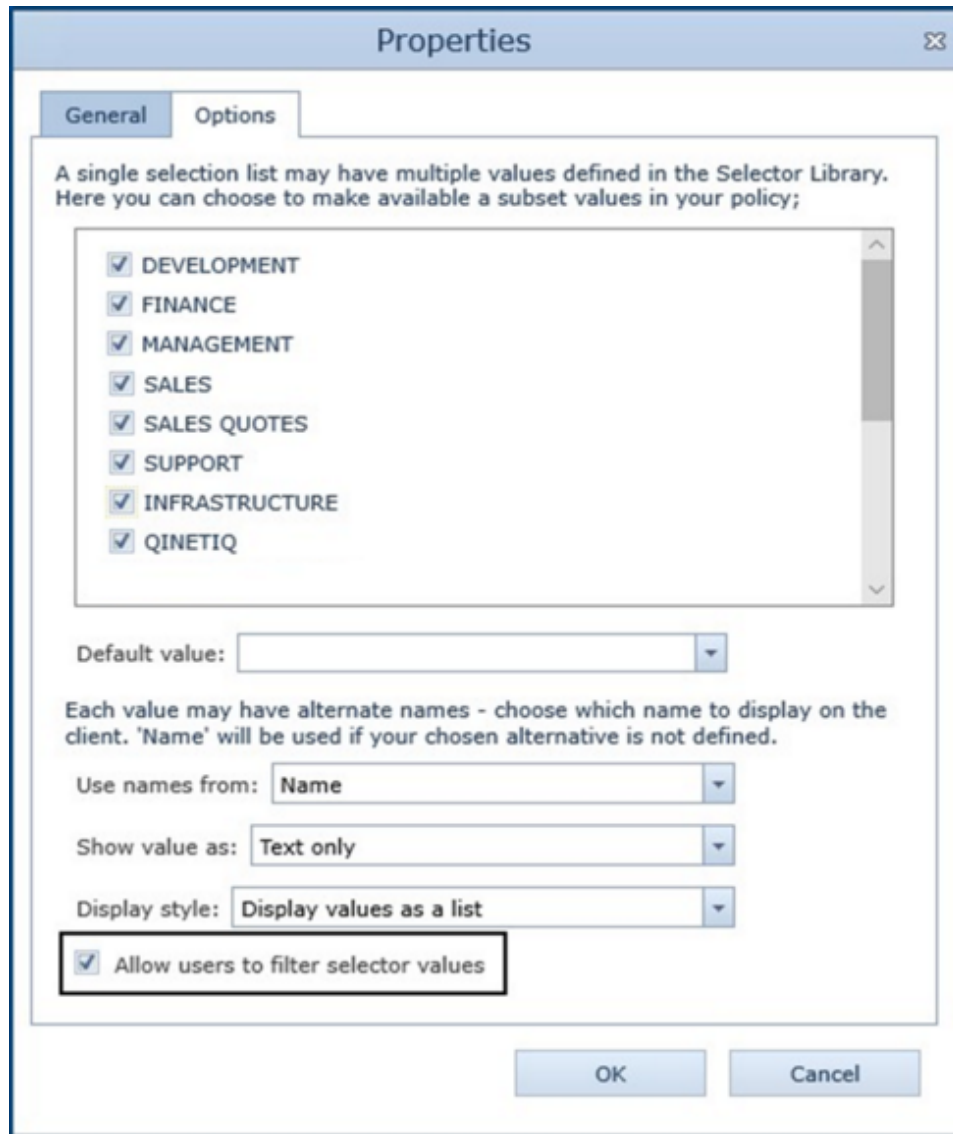 Properties
General
Options
A single selection list may have multiple values defined in the Selector Library.
Here you can choose to make available a subset values in your policy;
DEVELOPMENT
FINANCE
MANAGEMENT
SALES
SALES QUOTES
SUPPORT
INFRASTRUCTURE
QINETIQ
Default value:
Each value may have alternate names - choose which name to display on the
client. 'Name' will be used if your chosen alternative is not defined.
Use names from: Name
Show value as: Text only
Display style: Display values as a list
Allow users to filter selector values
OK
Cancel